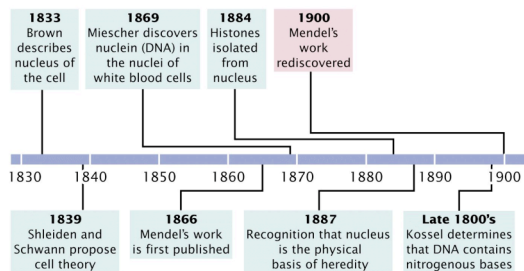 1833
Brown
describes
nucleus of
the cell
1869
Miescher discovers
nuclein (DNA) in
the nuclei of
white blood cells
1884
Histones
isolated
from
nucleus
1900
Mendel's
work
rediscovered
1830 1840 1850 1860 1870 1880 1890 1900
1839
Shleiden and
Schwann propose
cell theory
1866
Mendel's work
is first published
1887
Recognition that nucleus
is the physical
basis of heredity
Late 1800's
Kossel determines
that DNA contains
nitrogenous bases